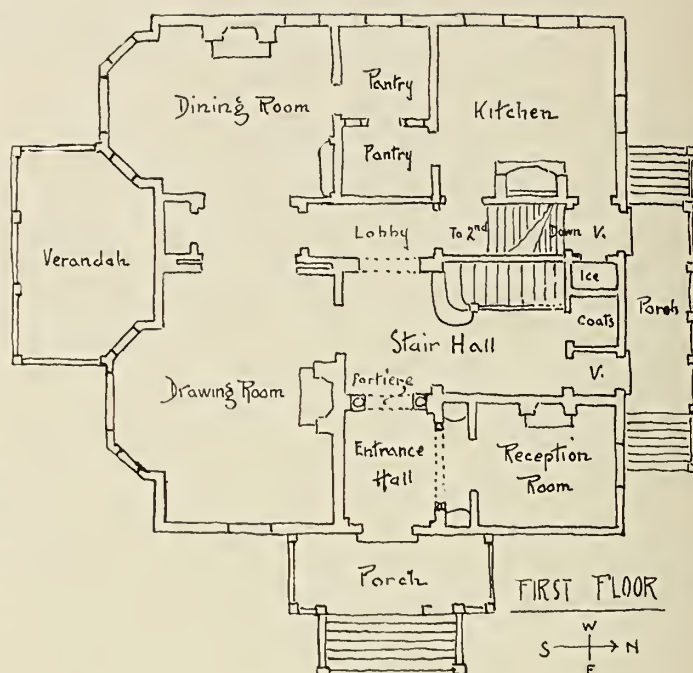 Dining Room
Pantry
Pantry
Kitchen
Verandah
Lobby
To 2nd
Down
V.
Ice
Coats
Porch
Stair Hall
V.
Drawing Room
Portière
Entrance
Hall
Reception
Room
Porch
FIRST FLOOR
W
S N
E